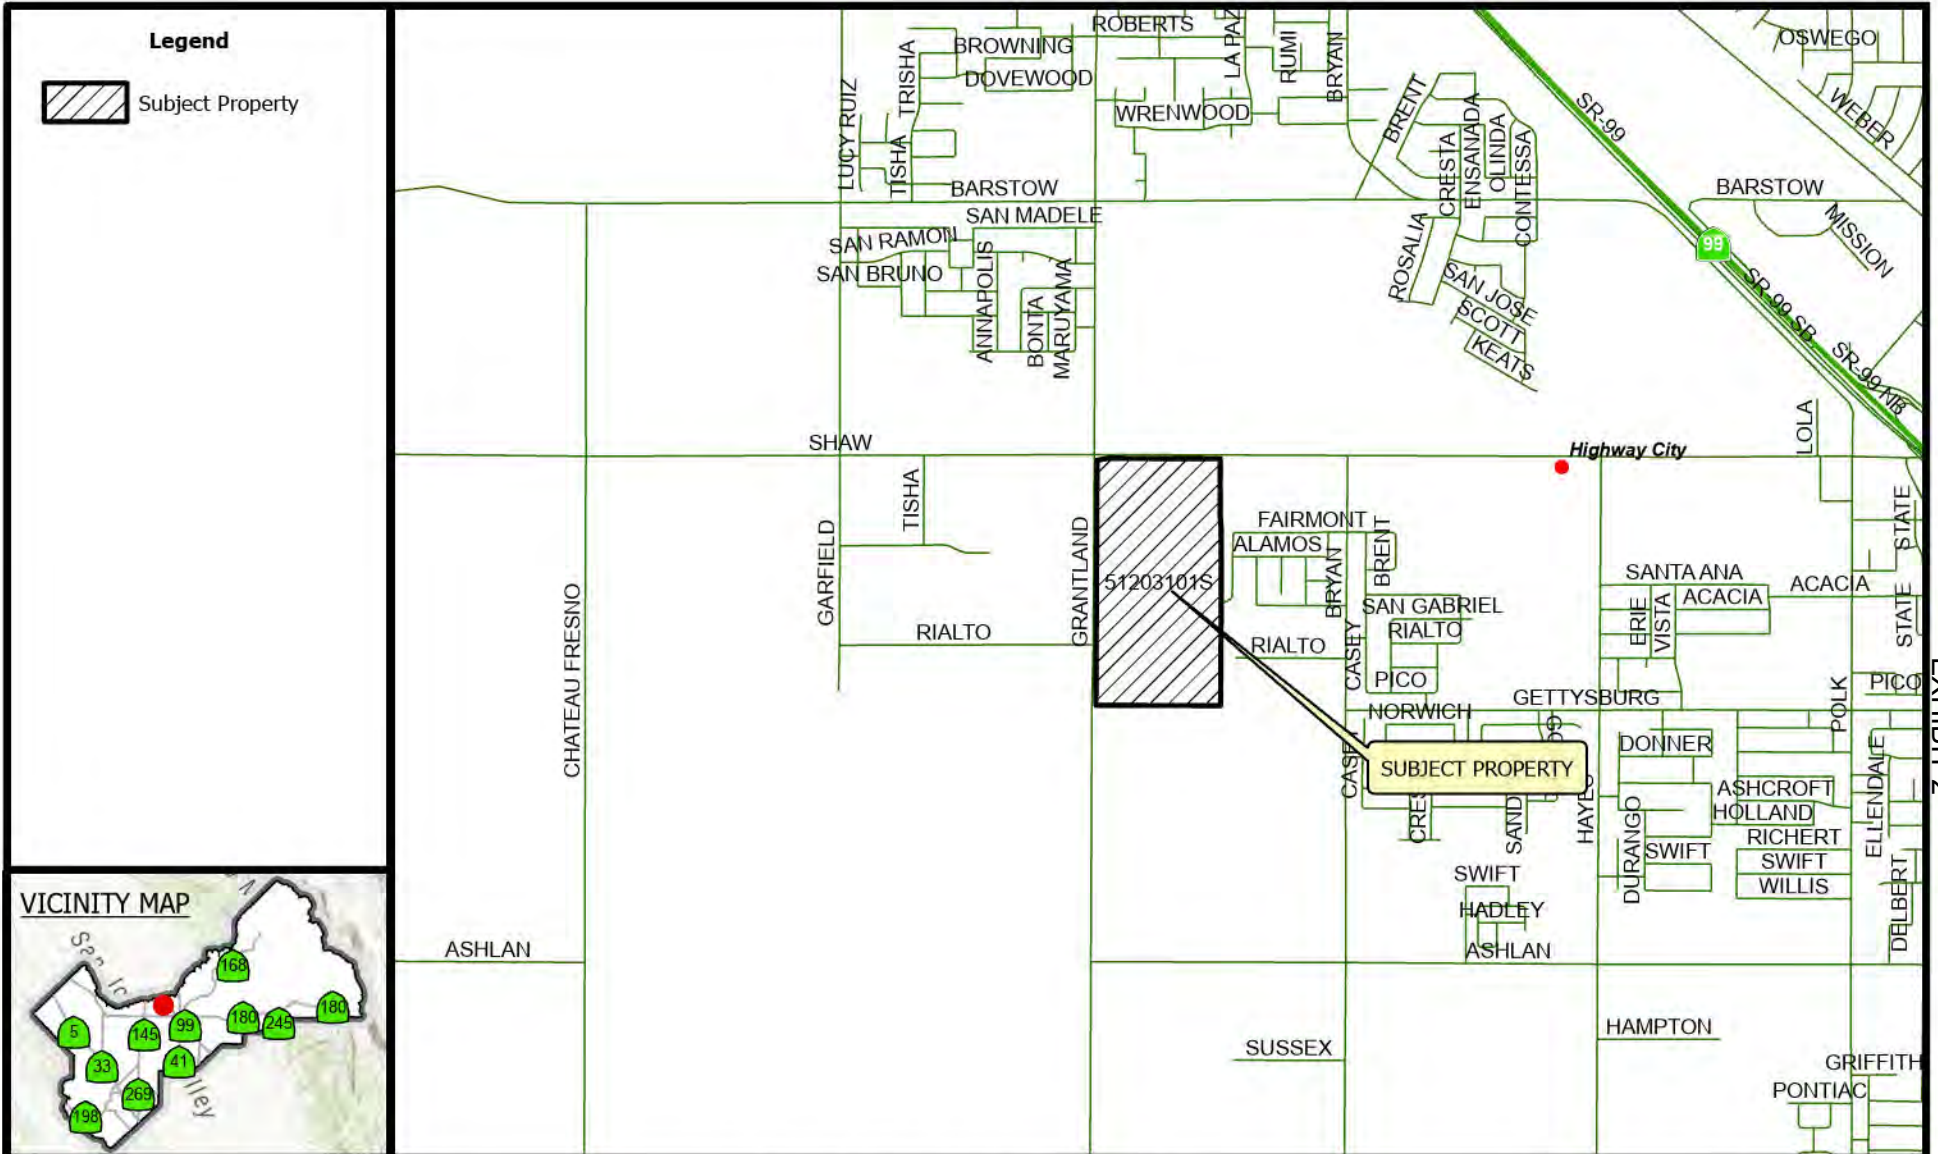 Legend
Subject Property
VICINITY MAP
168
180
180
245
99
145
5
33
41
269
198
ROBERTS
BROWNING
DOVEWOOD
TRISHA
LUCY RUIZ
TISHA
WRENWOOD
LA PAZ
RUMI
BRYAN
BRENT
CRESTA
ENSANADA
OLINDA
CONTESSA
SR-99
OSWEGO
WEBER
BARSTOW
BARSTOW
MISSION
99
SAN MADELE
SAN RAMON
SAN BRUNO
ANNAPOLIS
BONTA
MARUYAMA
ROSALIA
SAN JOSE
SCOTT
KEATS
SR-99 SB
SR-99 NB
LOLA
SHAW
Highway City
TISHA
GARFIELD
GRANTLAND
CHATEAU FRESNO
51203101S
FAIRMONT
ALAMOS
BRYAN
BRENT
SAN GABRIEL
RIALTO
RIALTO
RIALTO
CASEY
PICO
SANTA ANA
ACACIA
ACACIA
ERIE
VISTA
STATE
STATE
POLK
PICO
GETTYSBURG
NORWICH
SUBJECT PROPERTY
DONNER
ASHCROFT
HOLLAND
RICHERT
SWIFT
WILLIS
DURANGO
SWIFT
ELLENDALE
DELBERT
SWIFT
HADLEY
ASHLAN
ASHLAN
SUSSEX
HAMPTON
GRIFFITH
PONTIAC